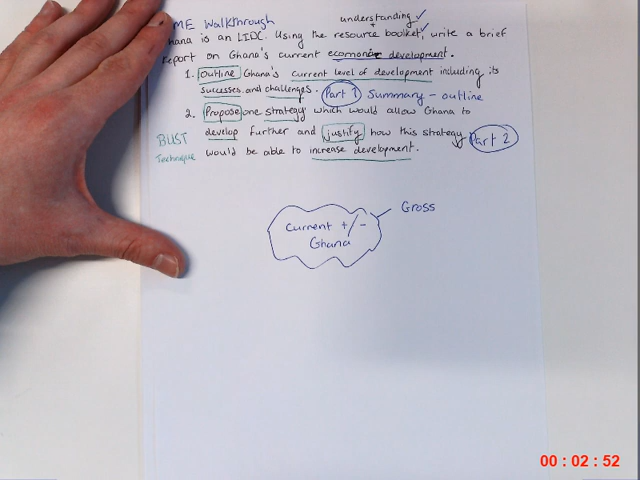 ME Walkthrough
understanding ✓
+
hana is an LIDC. Using the resource booklet, ✓ write a brief
report on Ghana's current economic development.
1. Outline Ghana's current level of development including its
successes and challenges. Part 1 Summary - outline
2. Propose one strategy which would allow Ghana to
develop further and justify how this strategy Part 2
would be able to increase development.
BUST
Technique
Gross
Current +/-
Ghana
00 : 02 : 52